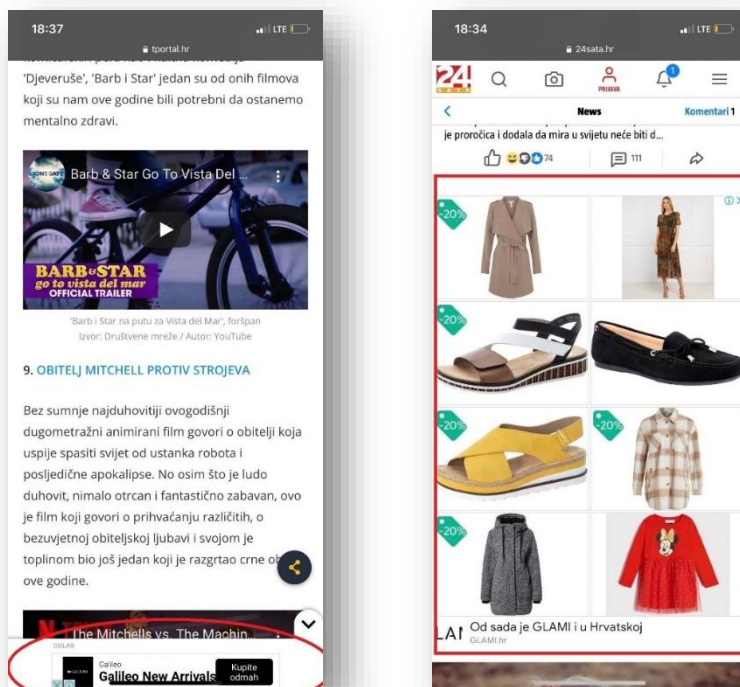 18:37
LTE
tportal.hr
'Djeveruše', 'Barb i Star' jedan su od onih filmova
koji su nam ove godine bili potrebni da ostanemo
mentalno zdravi.
LIONSGATE
Barb & Star Go To Vista Del ...
BARB & STAR
go to vista del mar
OFFICIAL TRAILER
'Barb i Star na putu za Vista Del Mar', foršpan
Izvor: Društvene mreže / Autor: YouTube
9. OBITELJ MITCHELL PROTIV STROJEVA
Bez sumnje najduhovitiji ovogodišnji
dugometražni animirani film govori o obitelji koja
uspije spasiti svijet od ustanka robota i
posljedične apokalipse. No osim što je ludo
duhovit, nimalo otrcan i fantastično zabavan, ovo
je film koji govori o prihvaćanju različitih, o
bezuvjetnoj obiteljskoj ljubavi i svojom je
toplinom bio još jedan koji je razgrtao crne
ove godine.
The Mitchells vs. The Machin...
OGLAS
Galileo
Galileo New Arrivals
Kupite
odmah
18:34
LTE
24sata.hr
24
SATA
PRIJAVA
1
News
Komentari 1
je proročica i dodala da mira u svijetu neće biti d...
74
111
-20%
-20%
-20%
-20%
-20%
Od sada je GLAMI i u Hrvatskoj
GLAMI.hr